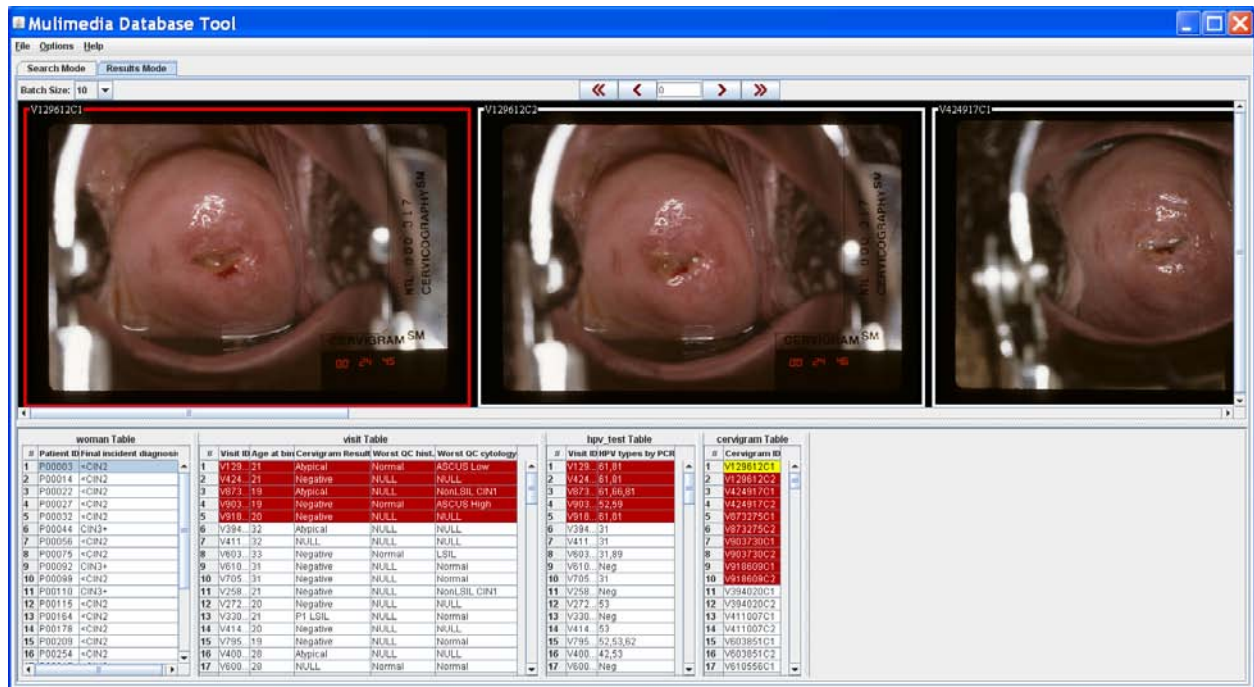 Mulimedia Database Tool
File Options Help
Search Mode Results Mode
Batch Size: 10 0
V129612C1 V129612C2 V424917C1
NTL 000 317
CERVICOGRAPHY SM
CERVIGRAM SM
00 24 45
CERVICOGRAPHY SM
CERVIGRAM SM
00 24 46
woman Table visit Table hpv_test Table cervigram Table
# Patient ID Final incident diagnosis # Visit ID Age at bin Cervigram Result Worst QC hist. Worst QC cytology # Visit ID HPV types by PCR # Cervigram ID
1 P00003 <CIN2 1 V129... 21 Atypical Normal ASCUS Low 1 V129... 61,81 1 V129612C1
2 P00014 <CIN2 2 V424... 21 Negative NULL NULL 2 V424... 61,81 2 V129612C2
3 P00022 <CIN2 3 V873... 19 Atypical NULL NonLSIL CIN1 3 V873... 61,66,81 3 V424917C1
4 P00027 <CIN2 4 V903... 19 Negative Normal ASCUS High 4 V903... 52,59 4 V424917C2
5 P00032 <CIN2 5 V918... 20 Negative NULL NULL 5 V918... 61,81 5 V873275C1
6 P00044 CIN3+ 6 V394... 32 Atypical NULL NULL 6 V394... 31 6 V873275C2
7 P00056 <CIN2 7 V411... 32 NULL NULL NULL 7 V411... 31 7 V903730C1
8 P00075 <CIN2 8 V603... 33 Negative Normal LSIL 8 V603... 31,89 8 V903730C2
9 P00092 CIN3+ 9 V610... 31 Negative NULL Normal 9 V610... Neg 9 V918609C1
10 P00099 <CIN2 10 V705... 31 Negative NULL Normal 10 V705... 31 10 V918609C2
11 P00110 CIN3+ 11 V258... 21 Negative NULL NonLSIL CIN1 11 V258... Neg 11 V394020C1
12 P00115 <CIN2 12 V272... 20 Negative NULL NULL 12 V272... 53 12 V394020C2
13 P00164 <CIN2 13 V330... 21 P1 LSIL NULL Normal 13 V330... Neg 13 V411007C1
14 P00178 <CIN2 14 V414... 20 Negative NULL NULL 14 V414... 53 14 V411007C2
15 P00209 <CIN2 15 V795... 19 Negative NULL Normal 15 V795... 52,53,62 15 V603851C1
16 P00254 <CIN2 16 V400... 28 Atypical NULL Normal 16 V400... 42,53 16 V603851C2
17 V600... 28 NULL Normal Normal 17 V600... Neg 17 V610556C1